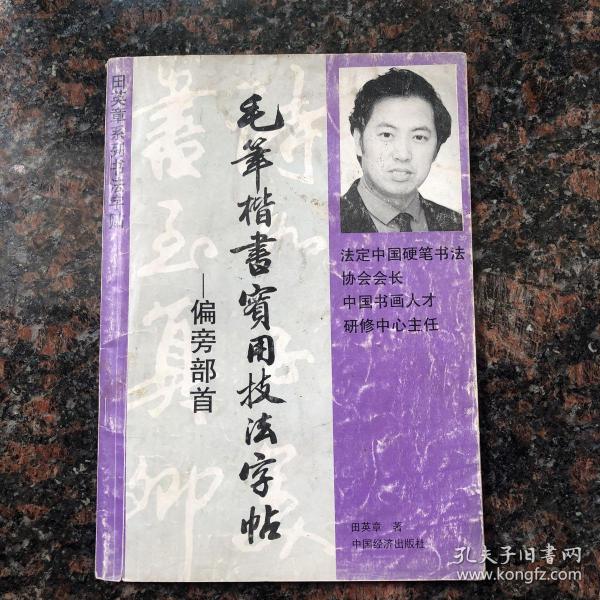 田英章系列书法字帖
毛筆楷書實用技法字帖
—偏旁部首
法定中国硬笔书法
协会会长
中国书画人才
研修中心主任
田英章 著
中国经济出版社
孔夫子旧书网
www.kongfz.com